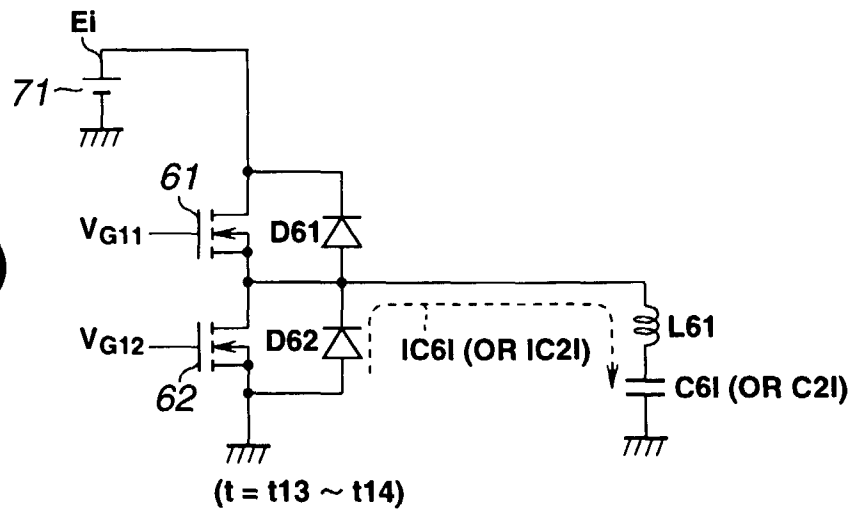 Ei
71
61
VG11
D61
VG12
D62
IC6I (OR IC2I)
L61
C6I (OR C2I)
62
(t = t13 ~ t14)